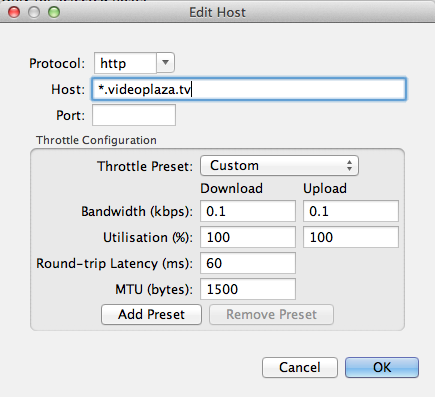 Edit Host
Protocol: http
Host: *.videoplaza.tv
Port:
Throttle Configuration
Throttle Preset: Custom
Download Upload
Bandwidth (kbps): 0.1 0.1
Utilisation (%): 100 100
Round-trip Latency (ms): 60
MTU (bytes): 1500
Add Preset Remove Preset
Cancel OK